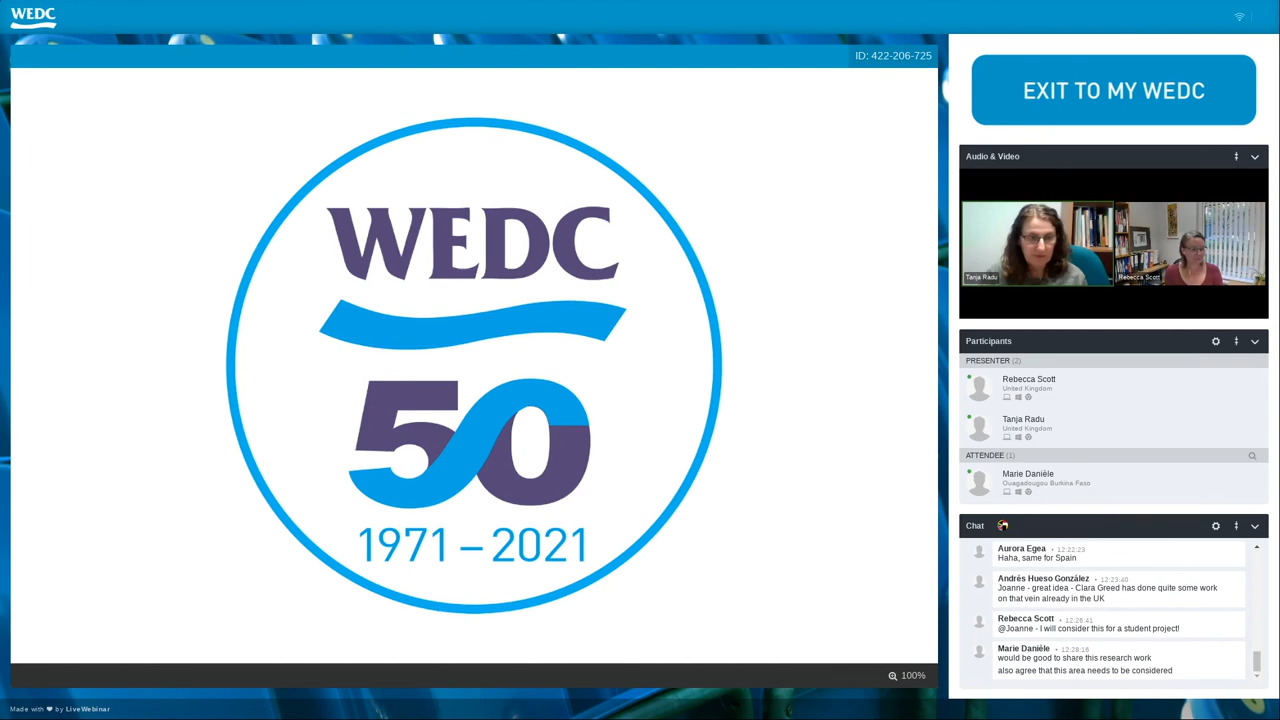 WEDC
ID: 422-206-725
WEDC
50
1971 – 2021
100%
Made with ❤ by LiveWebinar
EXIT TO MY WEDC
Audio & Video
Tanja Radu
Rebecca Scott
Participants
PRESENTER (2)
Rebecca Scott
United Kingdom
Tanja Radu
United Kingdom
ATTENDEE (1)
Marie Danièle
Ouagadougou Burkina Faso
Chat
Aurora Egea • 12:22:23
Haha, same for Spain
Andrés Hueso González • 12:23:40
Joanne - great idea - Clara Greed has done quite some work
on that vein already in the UK
Rebecca Scott • 12:26:41
@Joanne - I will consider this for a student project!
Marie Danièle • 12:28:16
would be good to share this research work
also agree that this area needs to be considered